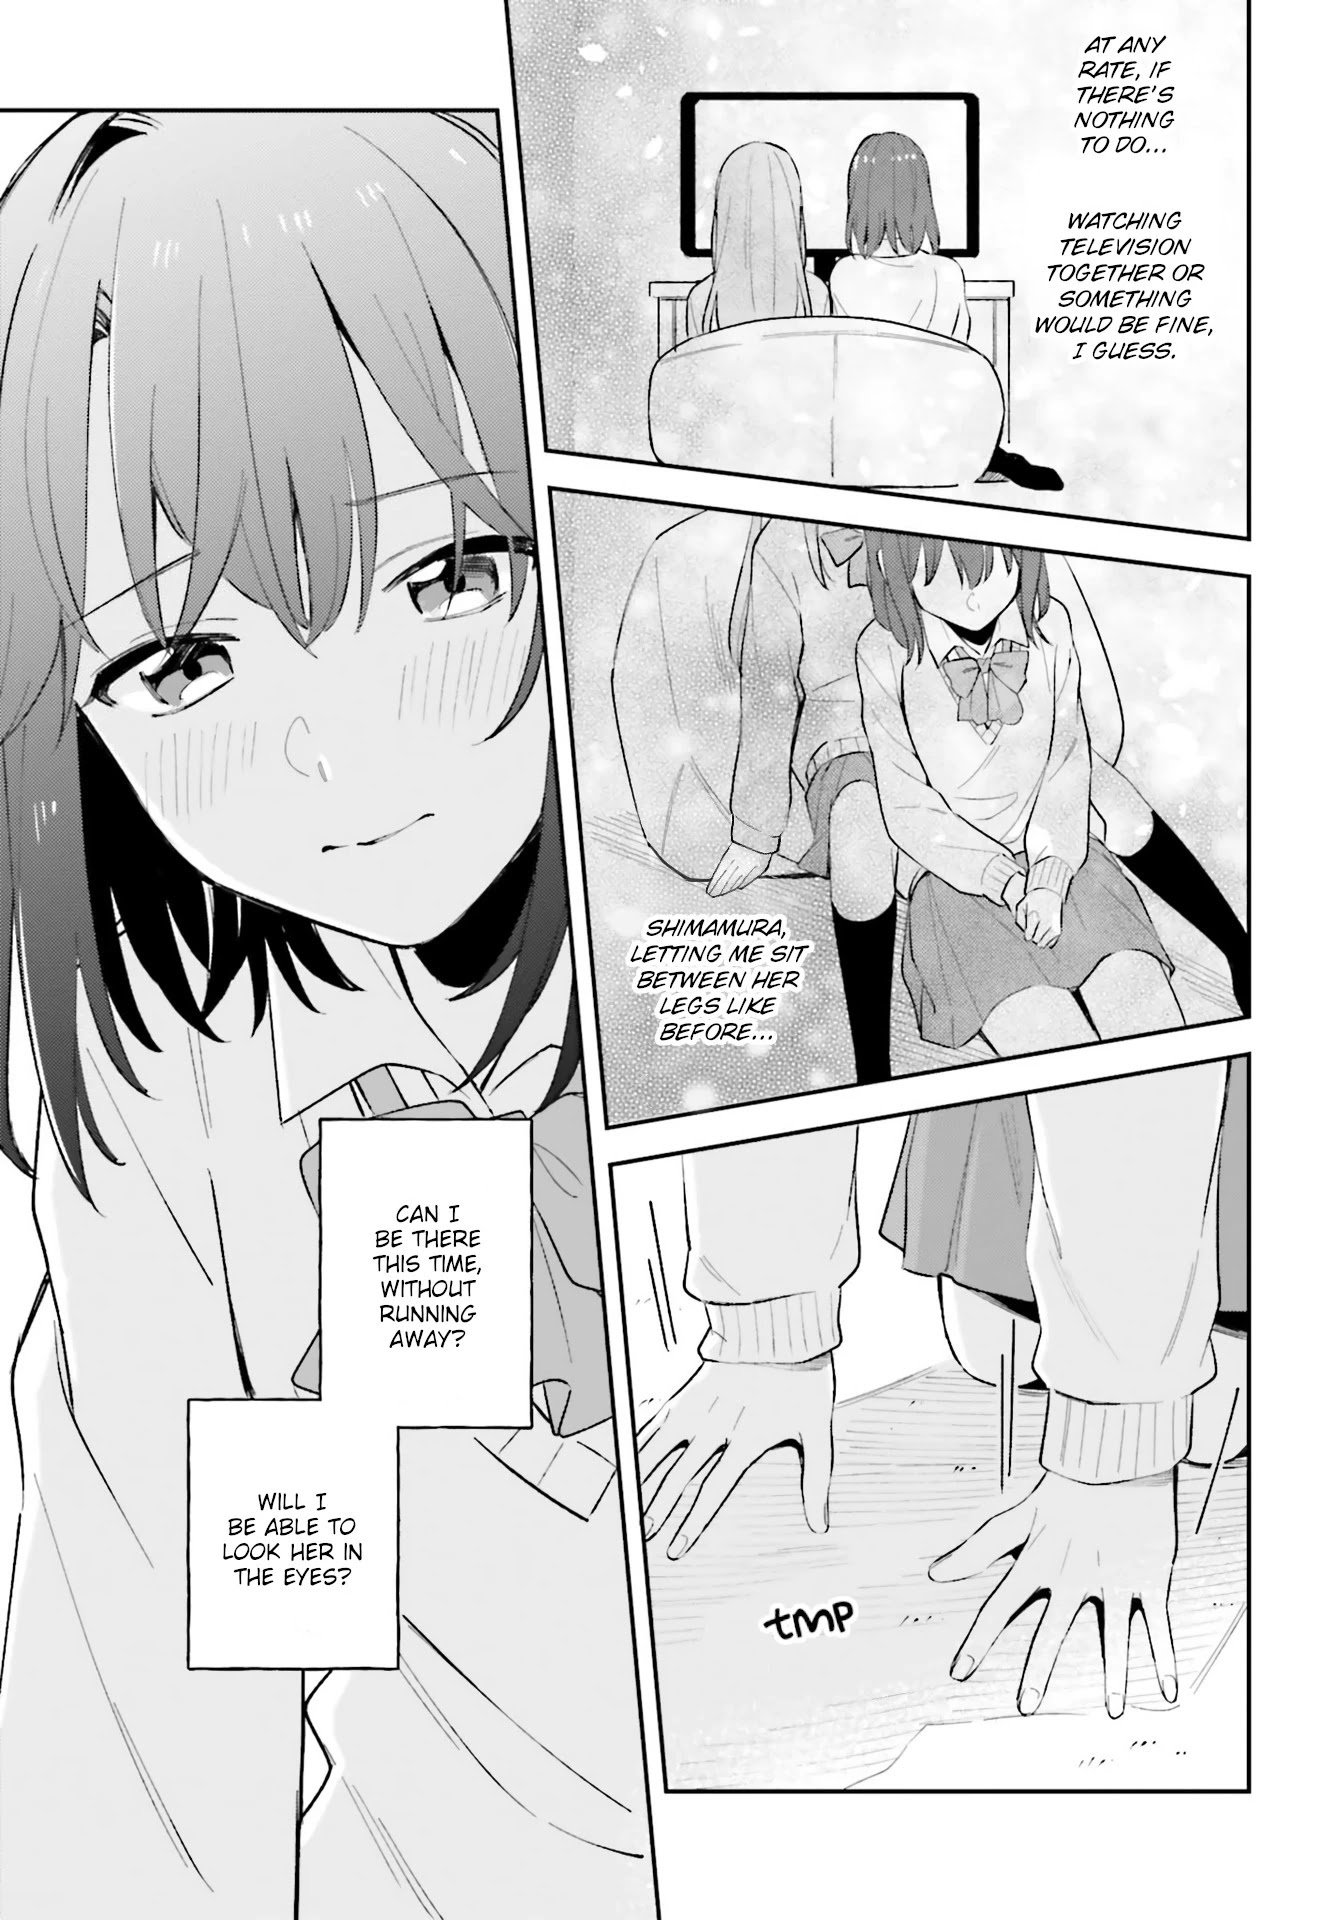 AT ANY
RATE, IF
THERE'S
NOTHING
TO DO...
WATCHING
TELEVISION
TOGETHER OR
SOMETHING
WOULD BE FINE,
I GUESS.
SHIMAMURA,
LETTING ME SIT
BETWEEN HER
LEGS LIKE
BEFORE...
tmp
CAN I
BE THERE
THIS TIME,
WITHOUT
RUNNING
AWAY?
WILL I
BE ABLE TO
LOOK HER IN
THE EYES?